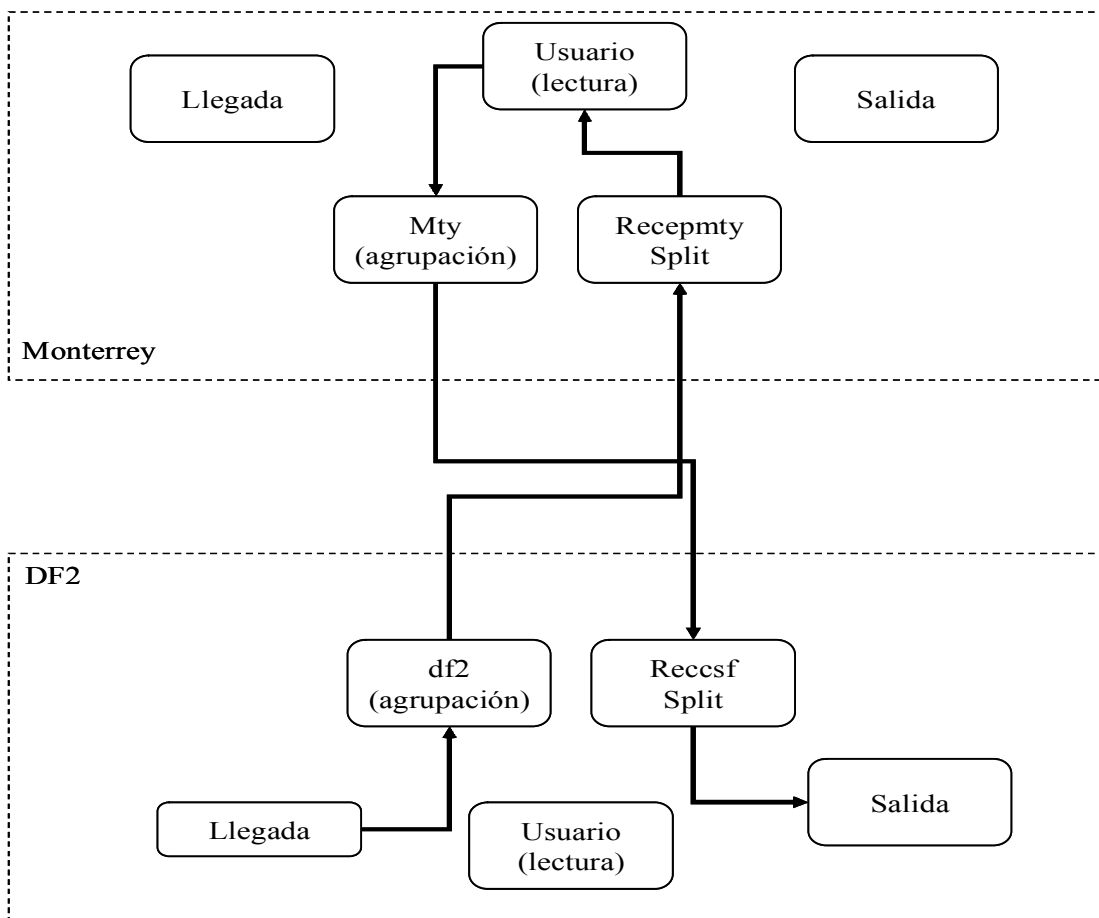 Usuario
(lectura)
Llegada
Salida
Mty
(agrupación)
Recepmty
Split
Monterrey
DF2
df2
(agrupación)
Reccsf
Split
Salida
Llegada
Usuario
(lectura)